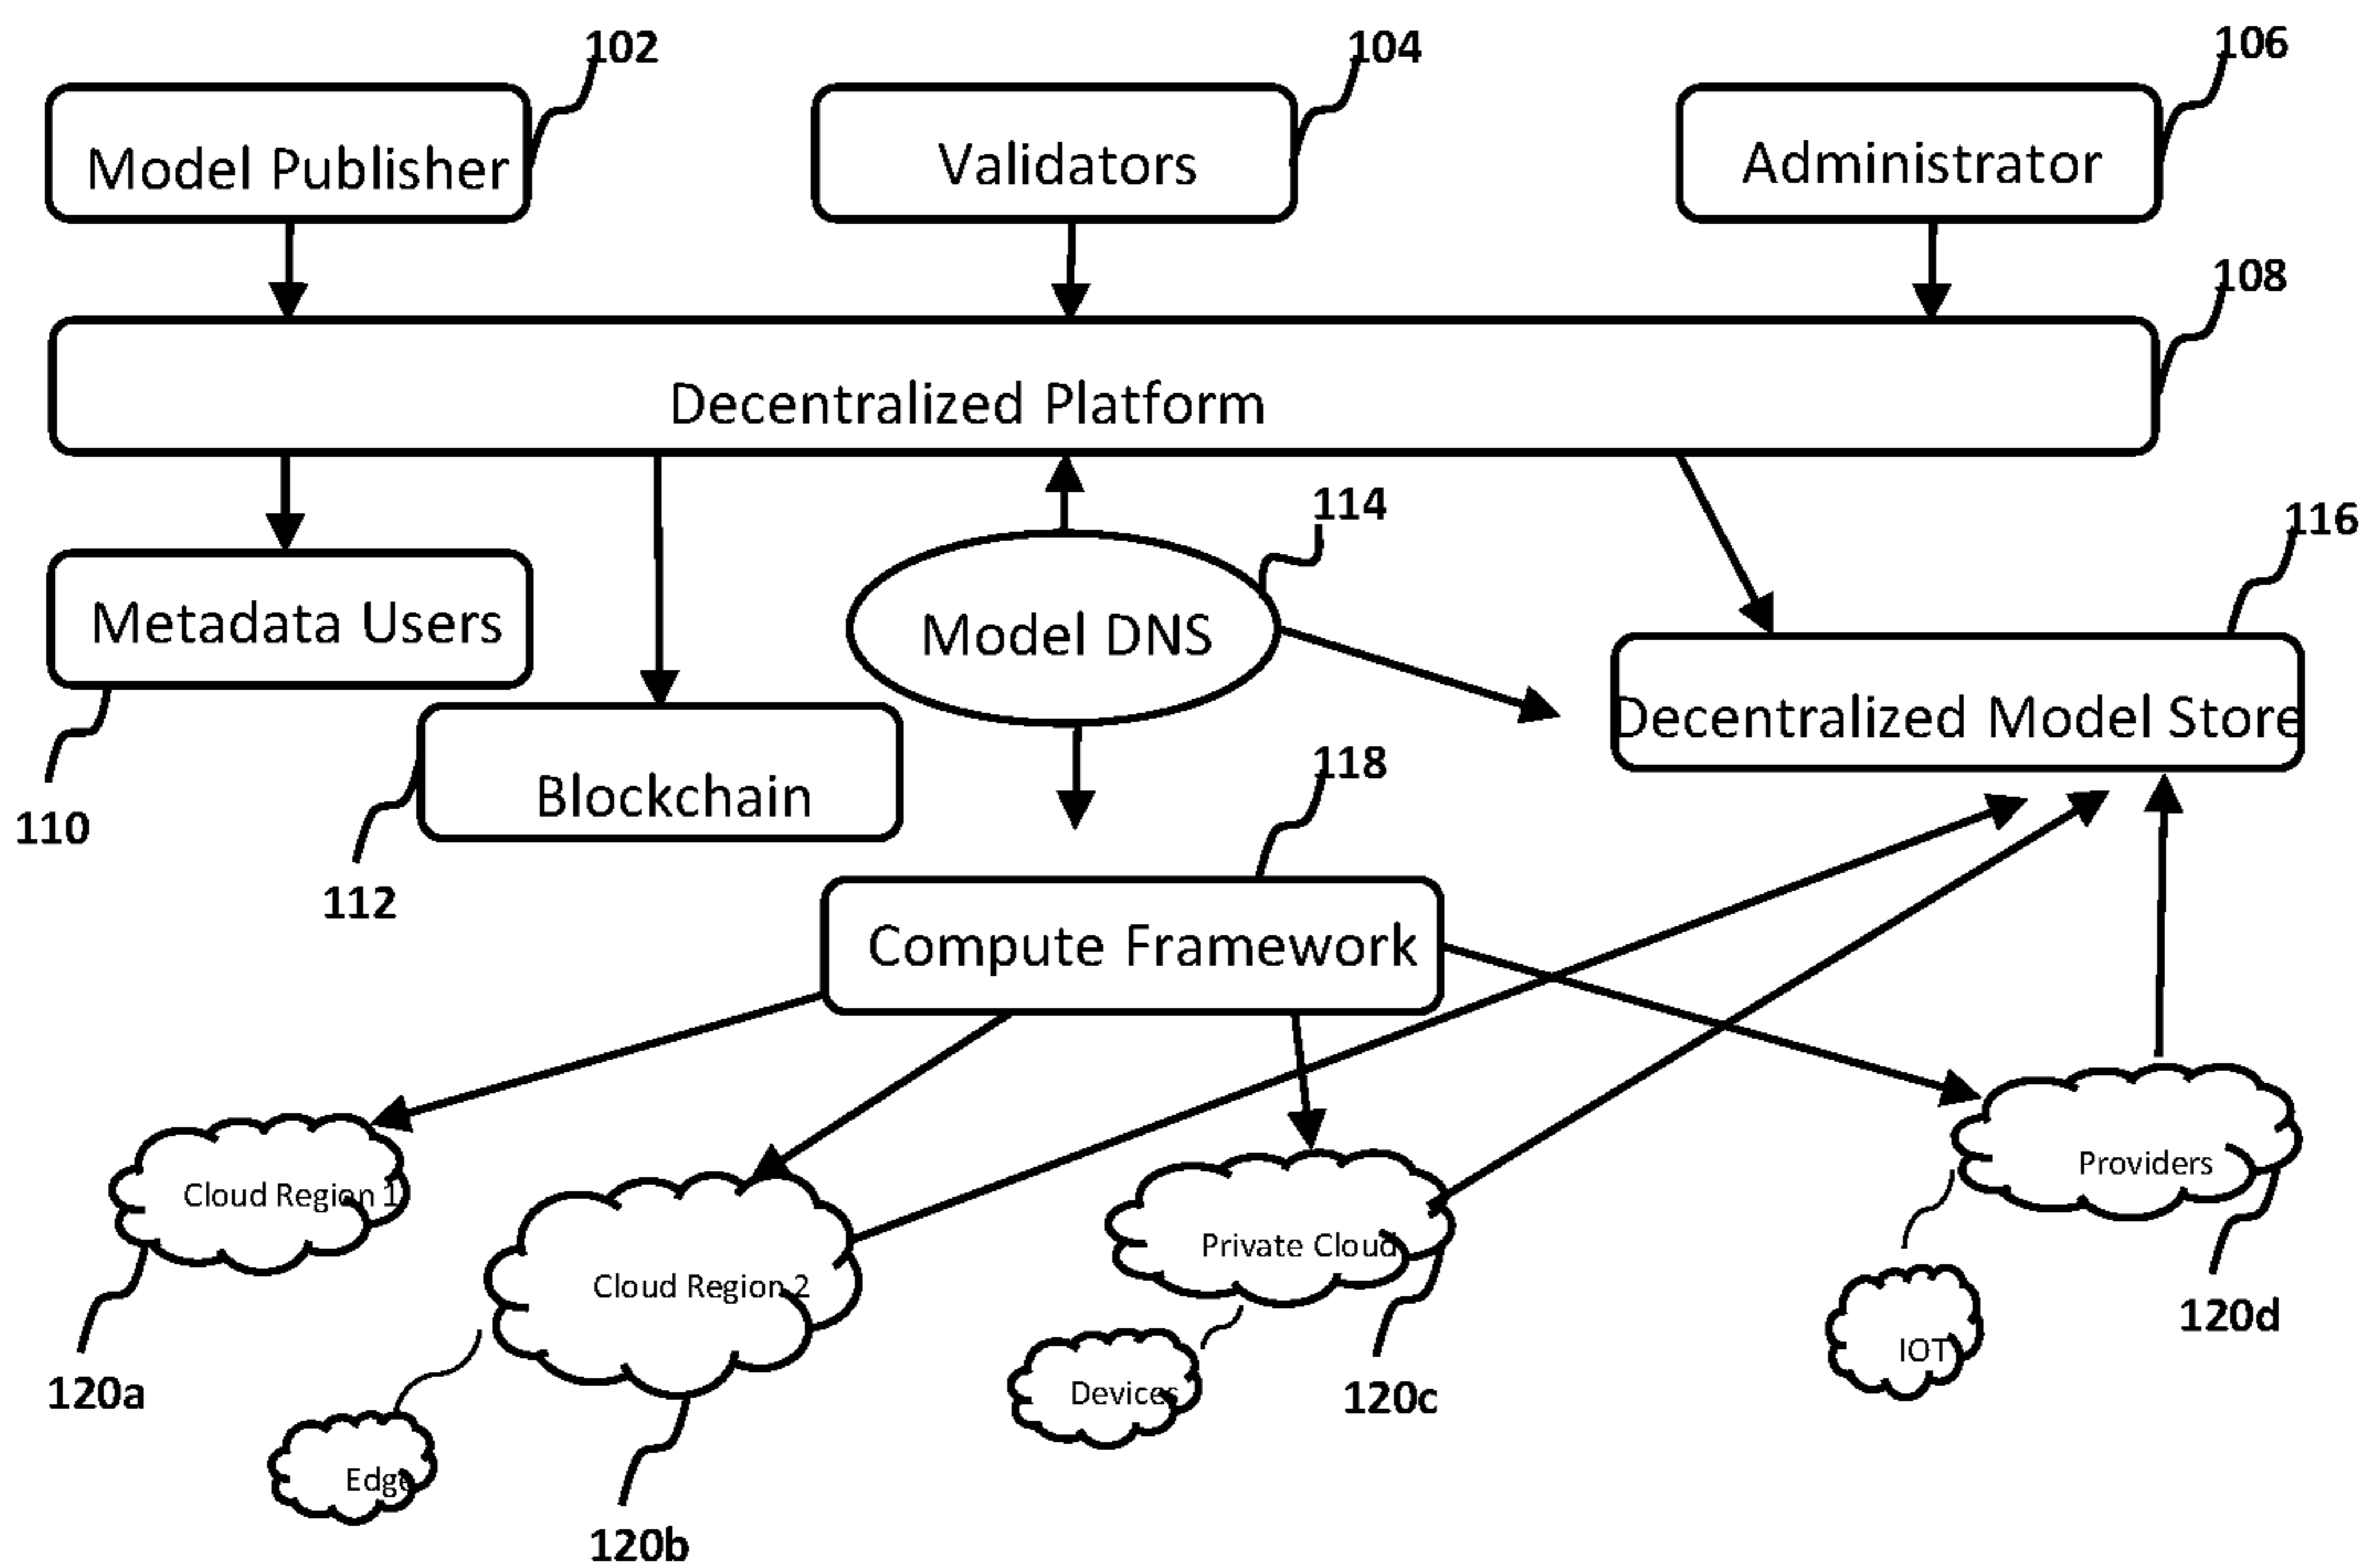 102
104
106
Model Publisher
Validators
Administrator
108
Decentralized Platform
114
116
Metadata Users
Model DNS
Decentralized Model Store
118
Blockchain
110
112
Compute Framework
Providers
Cloud Region 1
Private Cloud
Cloud Region 2
120d
IOT
120a
Devices
120c
Edge
120b